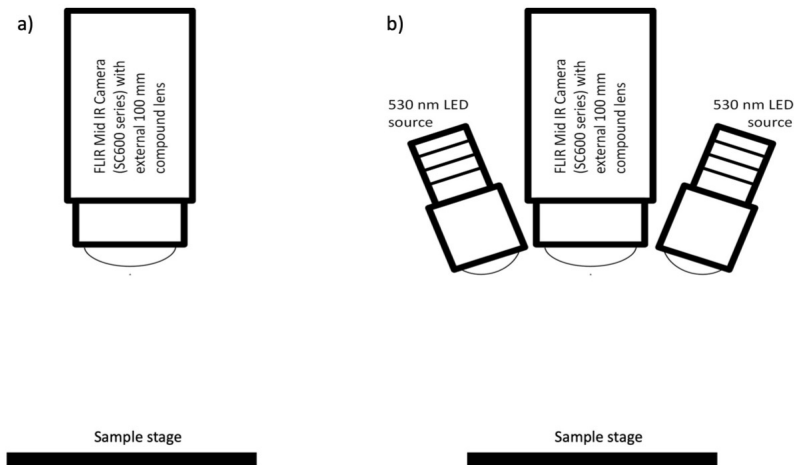 a)
FLIR Mid IR Camera
(SC600 series) with
external 100 mm
compound lens
Sample stage
b)
530 nm LED
source
FLIR Mid IR Camera
(SC600 series) with
external 100 mm
compound lens
530 nm LED
source
Sample stage